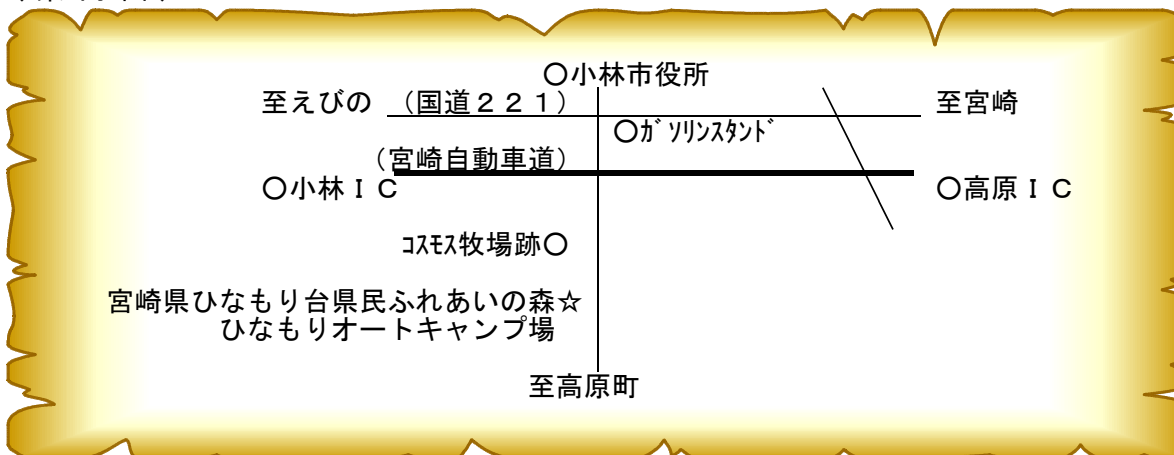 ○小林市役所
至えびの （国道２２１） 至宮崎
○ｶﾞｿﾘﾝｽﾀﾝﾄﾞ
（宮崎自動車道）
○小林ＩＣ ○高原ＩＣ
ｺｽﾓｽ牧場跡○
宮崎県ひなもり台県民ふれあいの森☆
ひなもりオートキャンプ場
至高原町